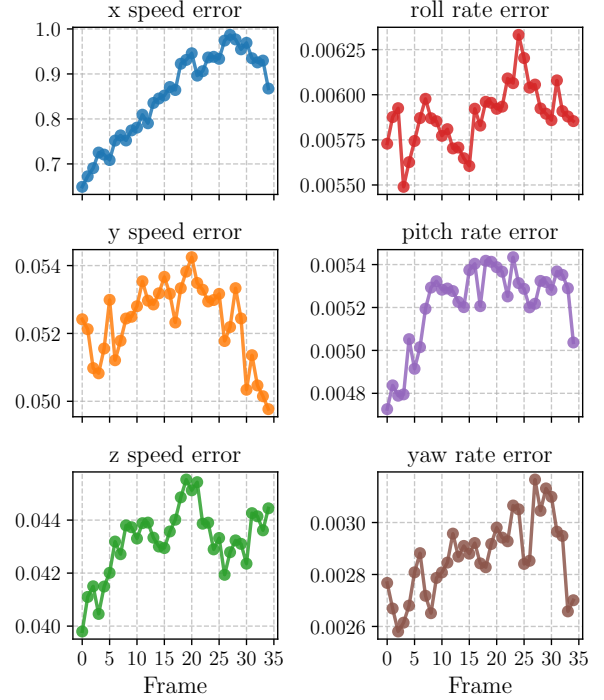 x speed error
1.0
0.9
0.8
0.7
roll rate error
0.00625
0.00600
0.00575
0.00550
y speed error
0.054
0.052
0.050
pitch rate error
0.0054
0.0052
0.0050
0.0048
z speed error
0.044
0.042
0.040
0 5 10 15 20 25 30 35
Frame
yaw rate error
0.0030
0.0028
0.0026
0 5 10 15 20 25 30 35
Frame